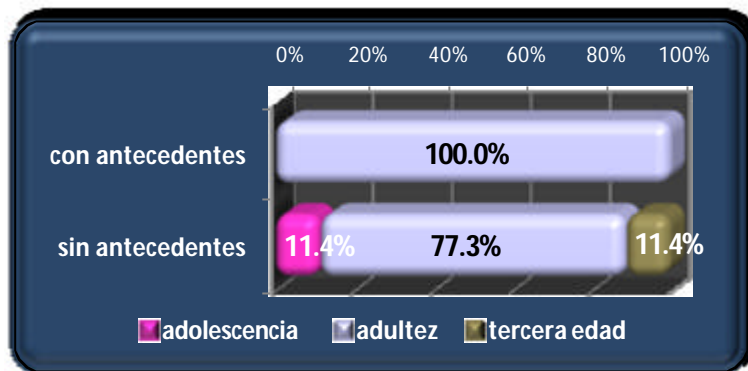 0% 20% 40% 60% 80% 100%
con antecedentes
100.0%
sin antecedentes
11.4% 77.3% 11.4%
adolescencia adultez tercera edad